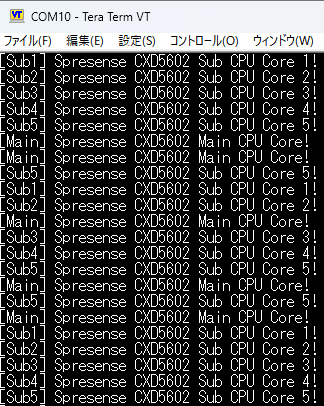 VT COM10 - Tera Term VT
ファイル(F) 編集(E) 設定(S) コントロール(O) ウィンドウ(W)
[Sub1] Spresense CXD5602 Sub CPU Core 1!
[Sub2] Spresense CXD5602 Sub CPU Core 2!
[Sub3] Spresense CXD5602 Sub CPU Core 3!
[Sub4] Spresense CXD5602 Sub CPU Core 4!
[Sub5] Spresense CXD5602 Sub CPU Core 5!
[Main] Spresense CXD5602 Main CPU Core!
[Main] Spresense CXD5602 Main CPU Core!
[Sub5] Spresense CXD5602 Sub CPU Core 5!
[Sub1] Spresense CXD5602 Sub CPU Core 1!
[Sub2] Spresense CXD5602 Sub CPU Core 2!
[Main] Spresense CXD5602 Main CPU Core!
[Sub3] Spresense CXD5602 Sub CPU Core 3!
[Sub4] Spresense CXD5602 Sub CPU Core 4!
[Sub5] Spresense CXD5602 Sub CPU Core 5!
[Main] Spresense CXD5602 Main CPU Core!
[Sub5] Spresense CXD5602 Sub CPU Core 5!
[Main] Spresense CXD5602 Main CPU Core!
[Sub1] Spresense CXD5602 Sub CPU Core 1!
[Sub2] Spresense CXD5602 Sub CPU Core 2!
[Sub3] Spresense CXD5602 Sub CPU Core 3!
[Sub4] Spresense CXD5602 Sub CPU Core 4!
[Sub5] Spresense CXD5602 Sub CPU Core 5!